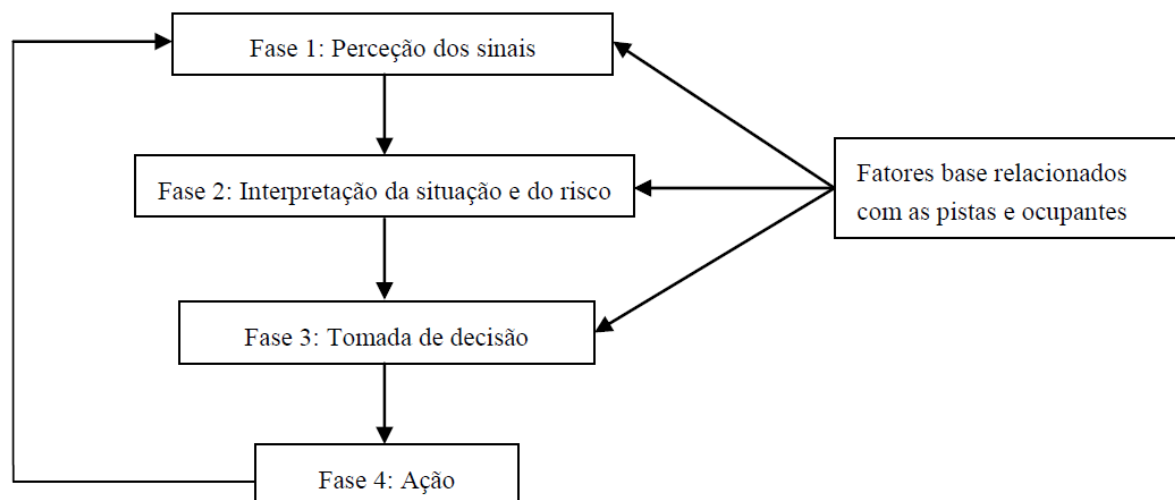 Fase 1: Perceção dos sinais
Fase 2: Interpretação da situação e do risco
Fatores base relacionados
com as pistas e ocupantes
Fase 3: Tomada de decisão
Fase 4: Ação